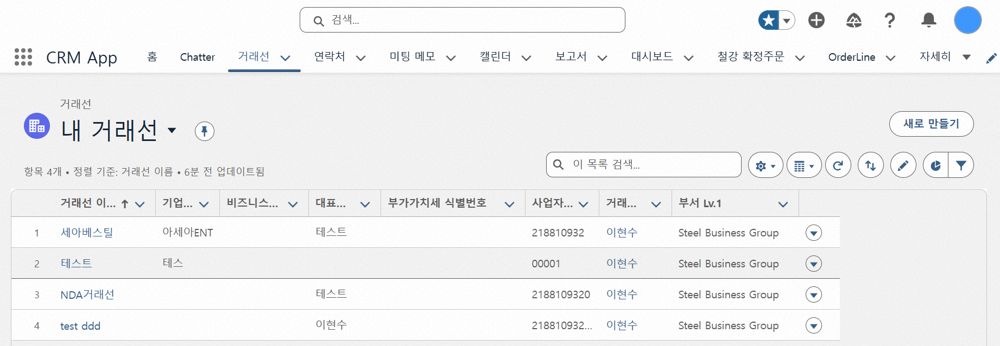 검색...
CRM App 홈 Chatter 거래선 연락처 미팅 메모 캘린더 보고서 대시보드 철강 확정주문 OrderLine 자세히
거래선
내 거래선
새로 만들기
항목 4개 • 정렬 기준: 거래선 이름 • 6분 전 업데이트됨
이 목록 검색...
거래선 이... 기업... 비즈니스... 대표... 부가가치세 식별번호 사업자... 거래... 부서 Lv.1
1 세아베스틸 아세아ENT 테스트 218810932 이현수 Steel Business Group
2 테스트 테스 00001 이현수 Steel Business Group
3 NDA거래선 테스트 2188109320 이현수 Steel Business Group
4 test ddd 이현수 218810932... 이현수 Steel Business Group